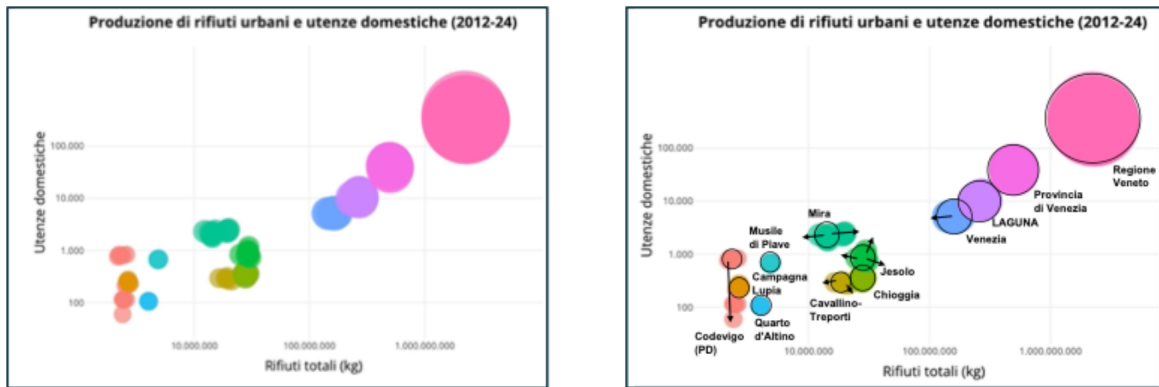 Produzione di rifiuti urbani e utenze domestiche (2012-24)
Utenze domestiche
100.000
10.000
1.000
100
10.000.000
100.000.000
1.000.000.000
Rifiuti totali (kg)
Produzione di rifiuti urbani e utenze domestiche (2012-24)
Utenze domestiche
100.000
10.000
1.000
100
Regione
Veneto
Provincia
di Venezia
LAGUNA
Venezia
Mira
Musile
di Piave
Campagna
Lupia
Jesolo
Chioggia
Cavallino-
Treporti
Quarto
d'Altino
Codevigo
(PD)
10.000.000
100.000.000
1.000.000.000
Rifiuti totali (kg)